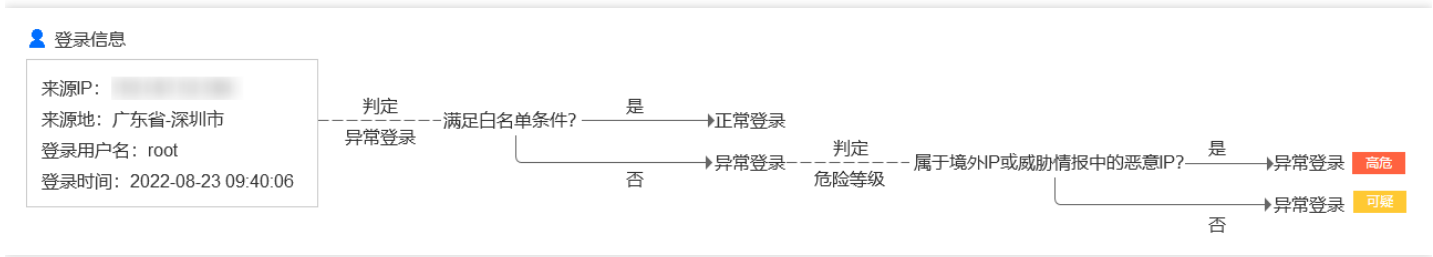 登录信息
来源IP：
来源地：广东省-深圳市
登录用户名：root
登录时间：2022-08-23 09:40:06
判定
异常登录
满足白名单条件？
是
正常登录
否
异常登录
判定
危险等级
属于境外IP或威胁情报中的恶意IP？
是
异常登录 高危
否
异常登录 可疑